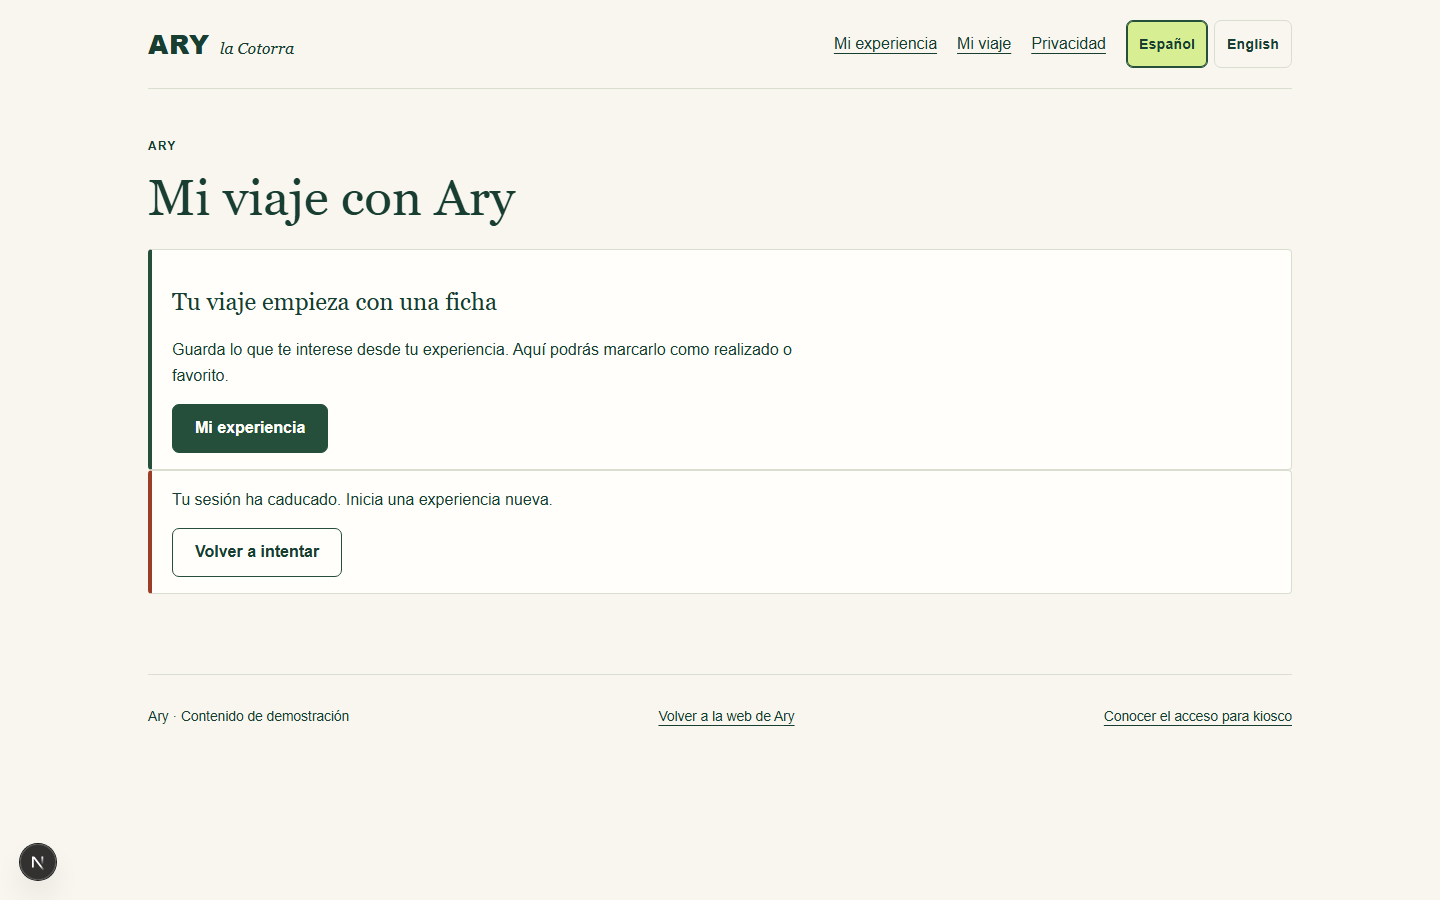 ARY la Cotorra
Mi experiencia Mi viaje Privacidad Español English
ARY
Mi viaje con Ary
Tu viaje empieza con una ficha
Guarda lo que te interese desde tu experiencia. Aquí podrás marcarlo como realizado o
favorito.
Mi experiencia
Tu sesión ha caducado. Inicia una experiencia nueva.
Volver a intentar
Ary · Contenido de demostración Volver a la web de Ary Conocer el acceso para kiosco
N